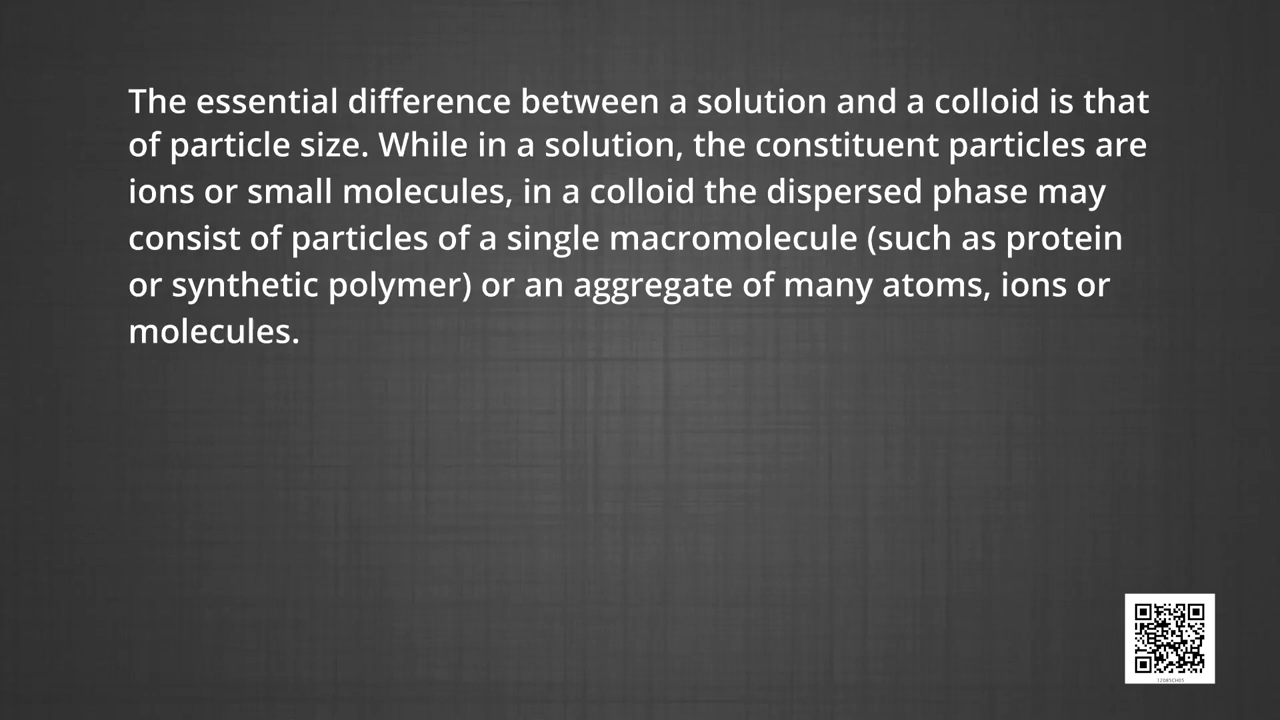 The essential difference between a solution and a colloid is that
of particle size. While in a solution, the constituent particles are
ions or small molecules, in a colloid the dispersed phase may
consist of particles of a single macromolecule (such as protein
or synthetic polymer) or an aggregate of many atoms, ions or
molecules.
12085CH05